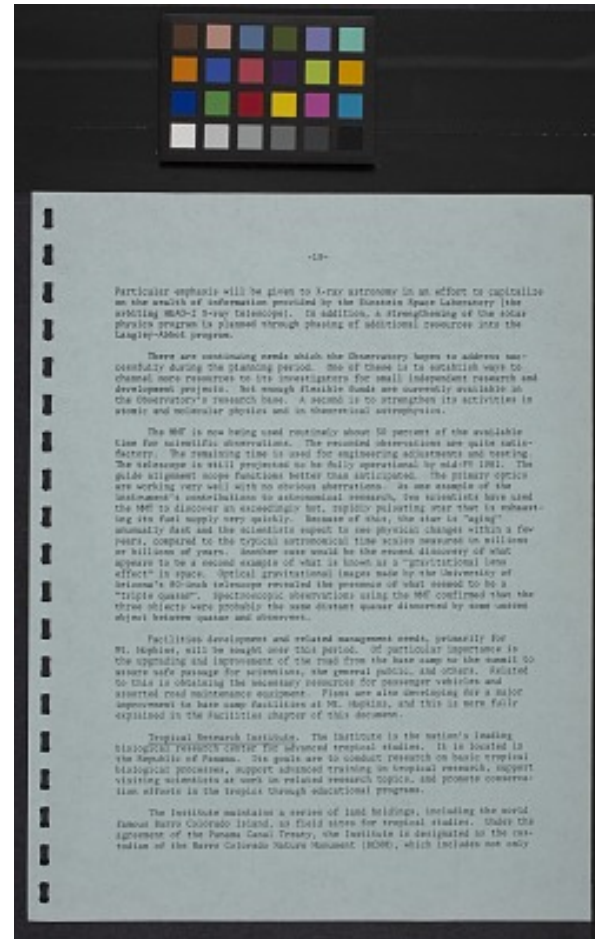 -19-
Particular emphasis will be given to X-ray astronomy in an effort to capitalize
on the wealth of information provided by the Einstein Space Laboratory (the
orbiting HEAO-2 X-ray telescope). In addition, a strengthening of the solar
physics program is planned through phasing of additional resources into the
Langley-Abbot program.
There are continuing needs which the Observatory hopes to address suc-
cessfully during the planning period. One of these is to establish ways to
channel more resources to its investigators for small independent research and
development projects. Not enough flexible funds are currently available in
the Observatory's research base. A second is to strengthen its activities in
atomic and molecular physics and in theoretical astrophysics.
The MMT is now being used routinely about 50 percent of the available
time for scientific observations. The recorded observations are quite satis-
factory. The remaining time is used for engineering adjustments and testing.
The telescope is still projected to be fully operational by mid-FY 1981. The
guide alignment scope functions better than anticipated. The primary optics
are working very well with no obvious aberrations. As one example of the
instrument's contributions to astronomical research, two scientists have used
the MMT to discover an exceedingly hot, rapidly pulsating star that is exhaust-
ing its fuel supply very quickly. Because of this, the star is "aging"
unusually fast and the scientists expect to see physical changes within a few
years, compared to the typical astronomical time scales measured in millions
or billions of years. Another case would be the recent discovery of what
appears to be a second example of what is known as a "gravitational lens
effect" in space. Optical gravitational images made by the University of
Arizona's 90-inch telescope revealed the presence of what seemed to be a
"triple quasar". Spectroscopic observations using the MMT confirmed that the
three objects were probably the same distant quasar distorted by some unseen
object between quasar and observers.
Facilities development and related management needs, primarily for
Mt. Hopkins, will be sought over this period. Of particular importance is
the upgrading and improvement of the road from the base camp to the summit to
assure safe passage for scientists, the general public, and others. Related
to this is obtaining the necessary resources for passenger vehicles and
assorted road maintenance equipment. Plans are also developing for a major
improvement to base camp facilities at Mt. Hopkins, and this is more fully
explained in the Facilities chapter of this document.
Tropical Research Institute. The Institute is the nation's leading
biological research center for advanced tropical studies. It is located in
the Republic of Panama. Its goals are to conduct research on basic tropical
biological processes, support advanced training in tropical research, support
visiting scientists at work in related research topics, and promote conserva-
tion efforts in the tropics through educational programs.
The Institute maintains a series of land holdings, including the world
famous Barro Colorado Island, as field sites for tropical studies. Under the
agreement of the Panama Canal Treaty, the Institute is designated as the cus-
todian of the Barro Colorado Nature Monument (BCNM), which includes not only